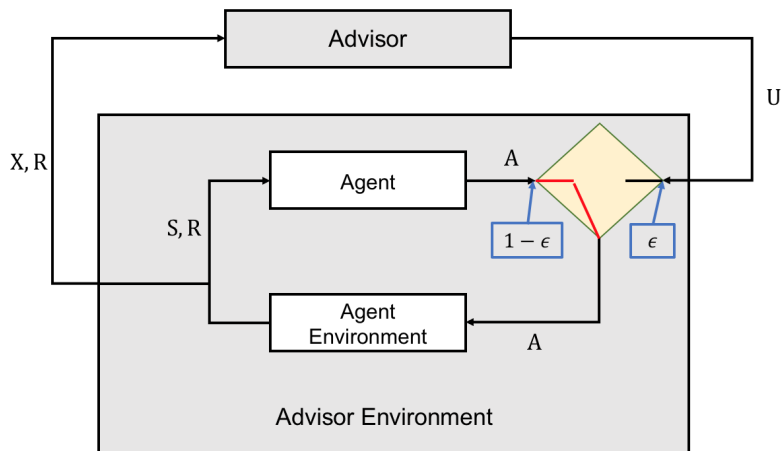 Advisor
U
X, R
Agent
A
S, R
1 − ϵ
ϵ
Agent
Environment
A
Advisor Environment